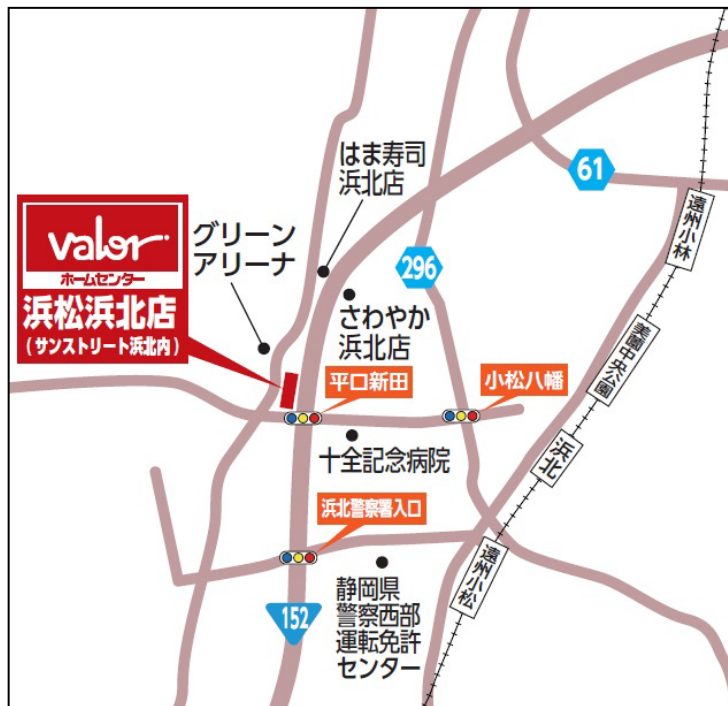 はま寿司
浜北店
61
遠州小林
valor
ホームセンター
浜松浜北店
(サンストリート浜北内)
グリーン
アリーナ
296
さわやか
浜北店
美薗中央公園
平口新田
小松八幡
十全記念病院
浜北
浜北警察署入口
遠州小松
152
静岡県
警察西部
運転免許
センター